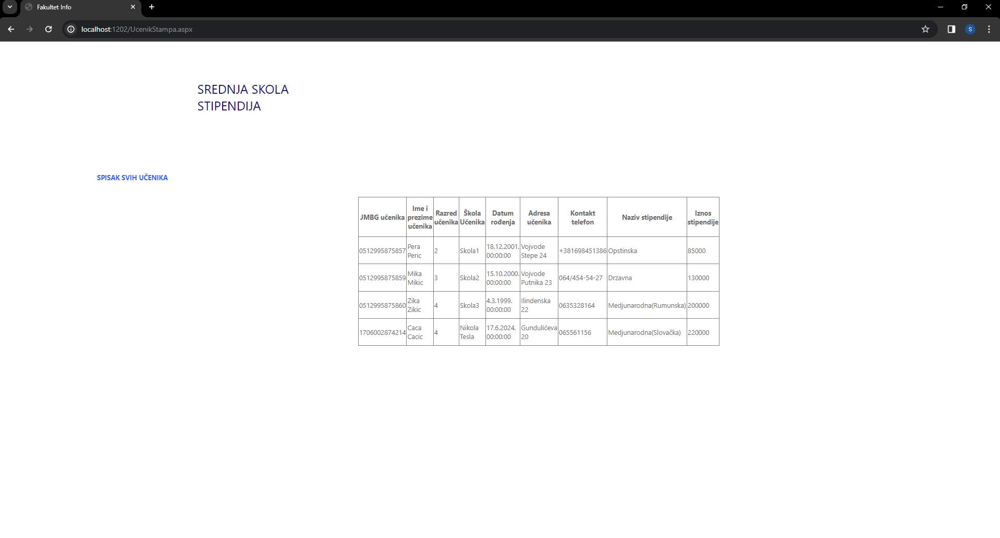 Fakultet Info
localhost:1202/UcenikStampa.aspx
S
SREDNJA SKOLA
STIPENDIJA
SPISAK SVIH UČENIKA
JMBG učenika Ime i prezime učenika Razred učenika Škola Učenika Datum rođenja Adresa učenika Kontakt telefon Naziv stipendije Iznos stipendije
0512995875857 Pera Peric 2 Skola1 18.12.2001. 00:00:00 Vojvode Stepe 24 +381698451386 Opstinska 85000
0512995875859 Mika Mikic 3 Skola2 15.10.2000. 00:00:00 Vojvode Putnika 23 064/454-54-27 Drzavna 130000
0512995875860 Zika Zikic 4 Skola3 4.3.1999. 00:00:00 Ilindenska 22 0635328164 Medjunarodna(Rumunska) 200000
1706002874214 Caca Cacic 4 Nikola Tesla 17.6.2024. 00:00:00 Gundulićeva 20 065561156 Medjunarodna(Slovačka) 220000